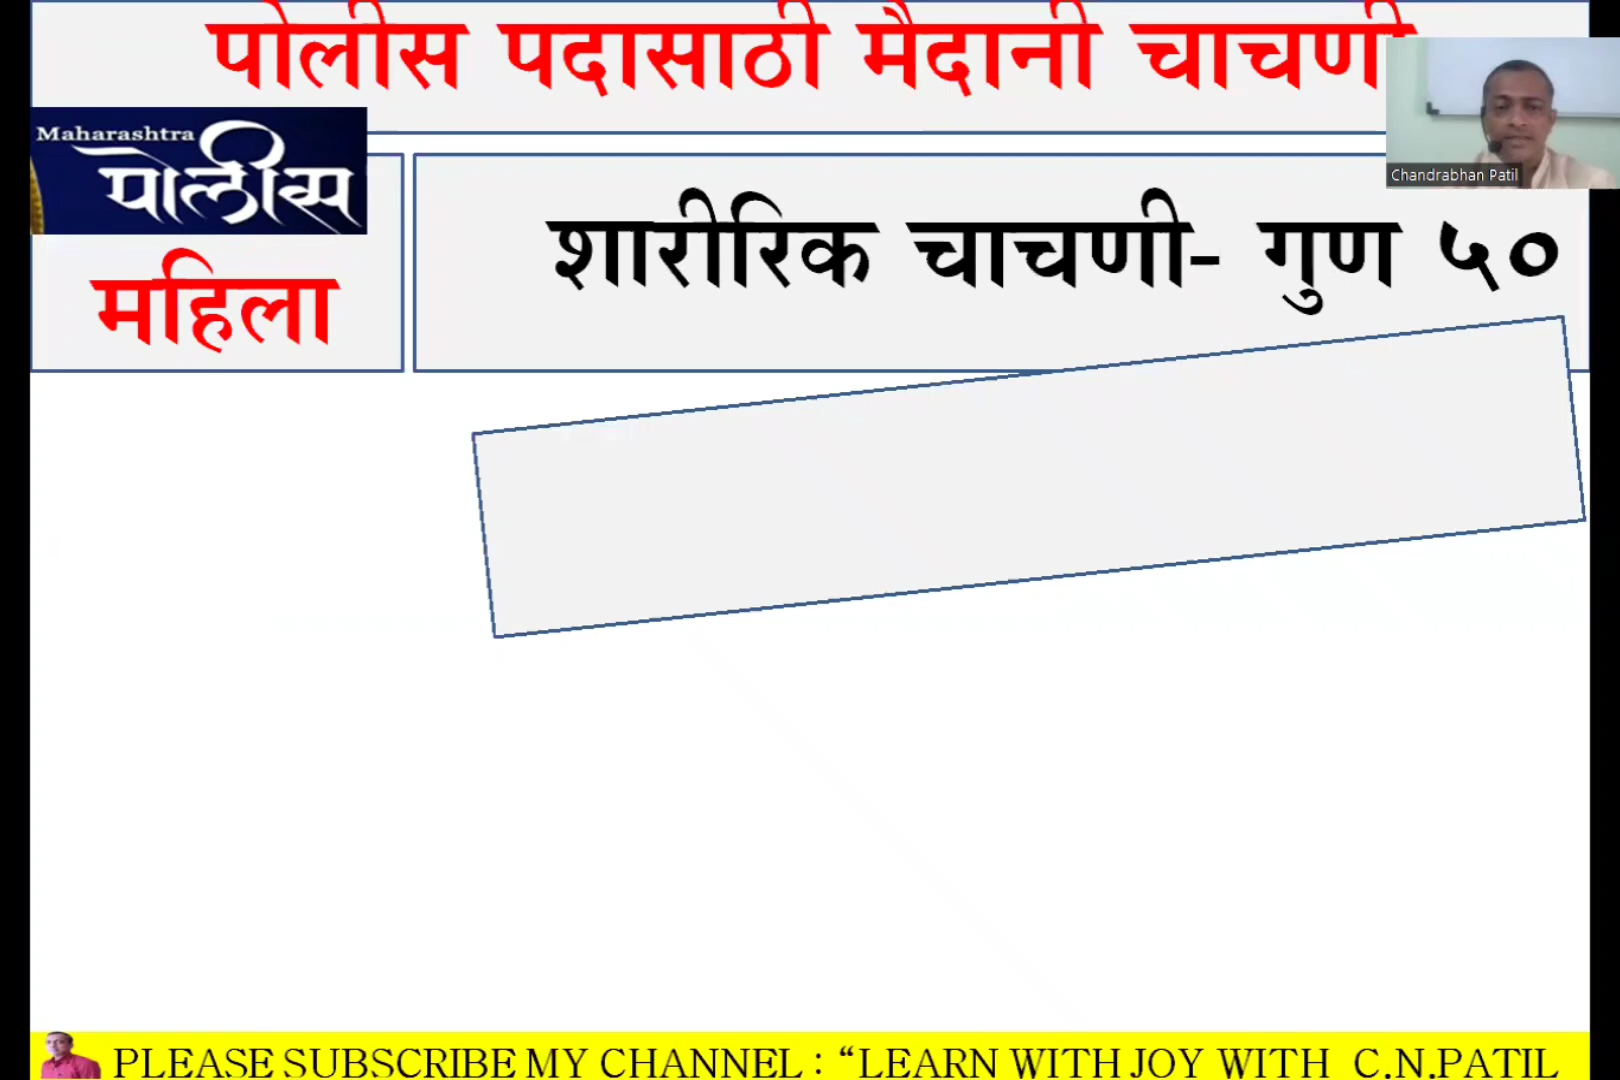 पोलीस पदासाठी मैदानी चाचणी
Maharashtra
पोलीस
महिला
शारीरिक चाचणी- गुण ५०
Chandrabhan Patil
PLEASE SUBSCRIBE MY CHANNEL : “LEARN WITH JOY WITH C.N.PATIL